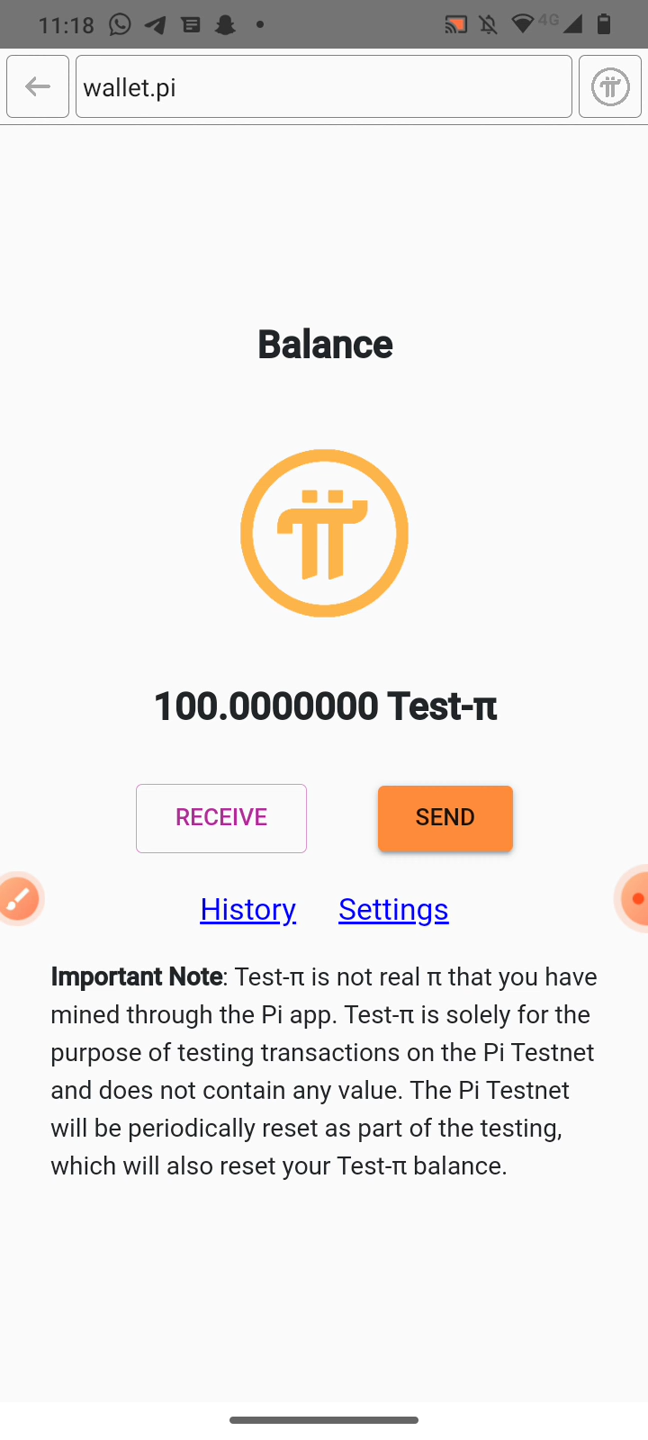 11:18
4G
wallet.pi
Balance
100.0000000 Test-π
RECEIVE
SEND
History Settings
Important Note: Test-π is not real π that you have
mined through the Pi app. Test-π is solely for the
purpose of testing transactions on the Pi Testnet
and does not contain any value. The Pi Testnet
will be periodically reset as part of the testing,
which will also reset your Test-π balance.